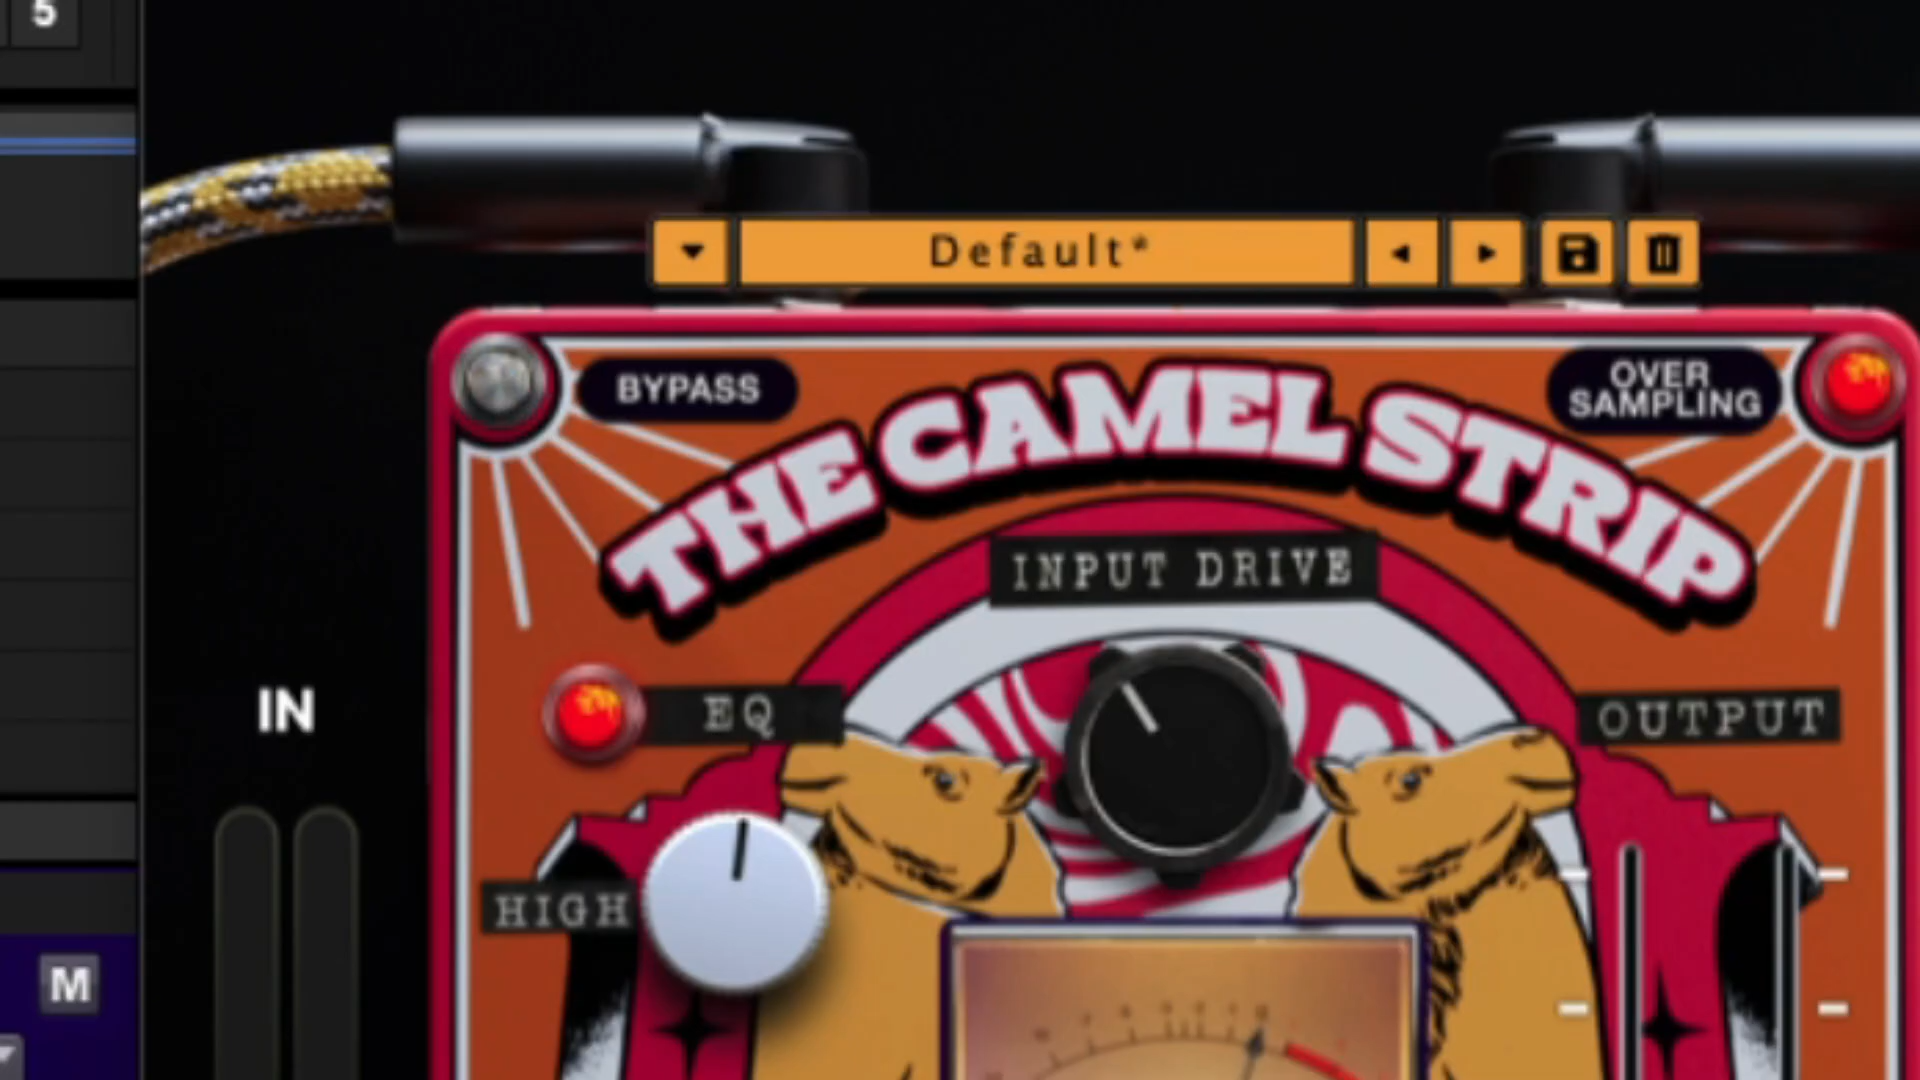 5
Default*
BYPASS
OVER
SAMPLING
THE CAMEL STRIP
INPUT DRIVE
IN
EQ
OUTPUT
HIGH
M